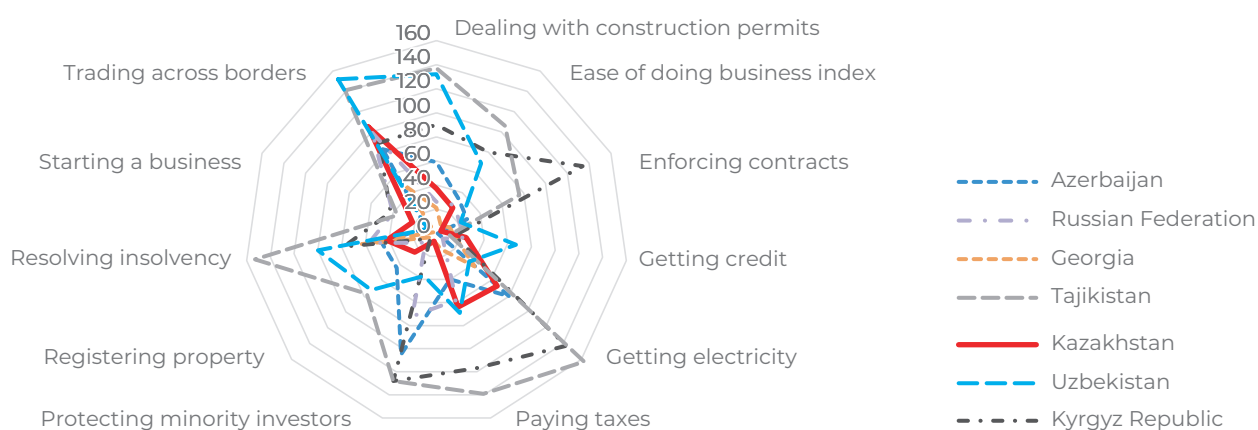 160
Dealing with construction permits
140
Trading across borders
Ease of doing business index
120
100
80
Starting a business
Enforcing contracts
60
40
20
0
Resolving insolvency
Getting credit
Registering property
Getting electricity
Protecting minority investors
Paying taxes
Azerbaijan
Russian Federation
Georgia
Tajikistan
Kazakhstan
Uzbekistan
Kyrgyz Republic